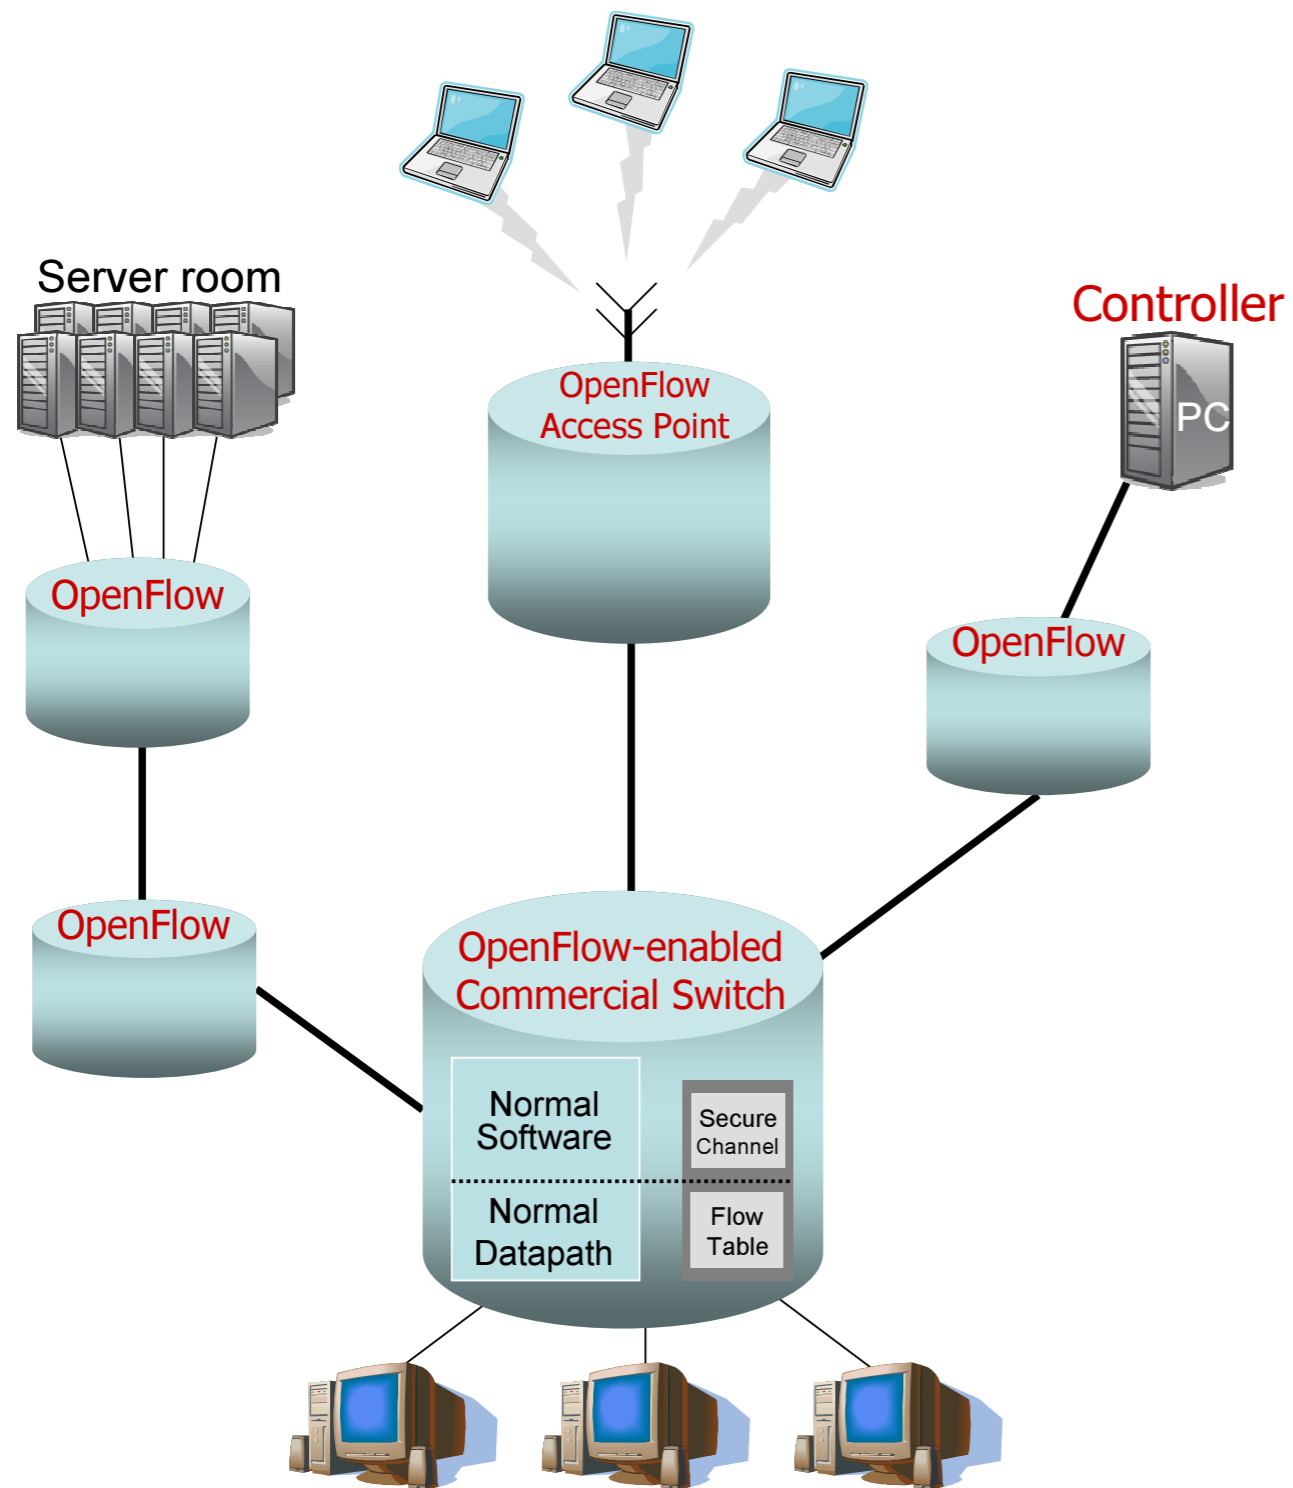 Server room
Controller
PC
OpenFlow
Access Point
OpenFlow
OpenFlow
OpenFlow
OpenFlow-enabled
Commercial Switch
Normal
Software
Secure
Channel
Normal
Datapath
Flow
Table